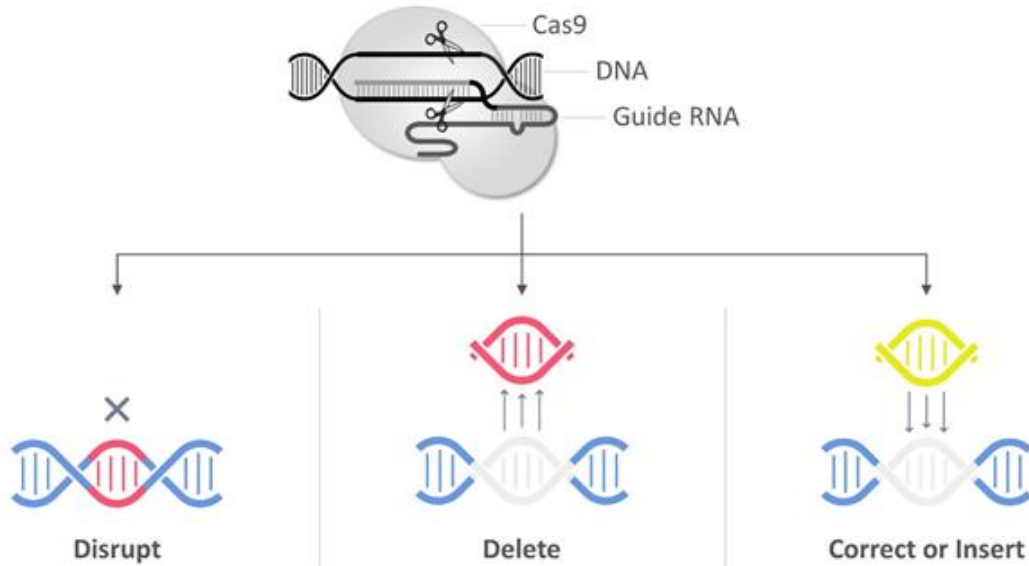 Cas9
DNA
Guide RNA
Disrupt
Delete
Correct or Insert